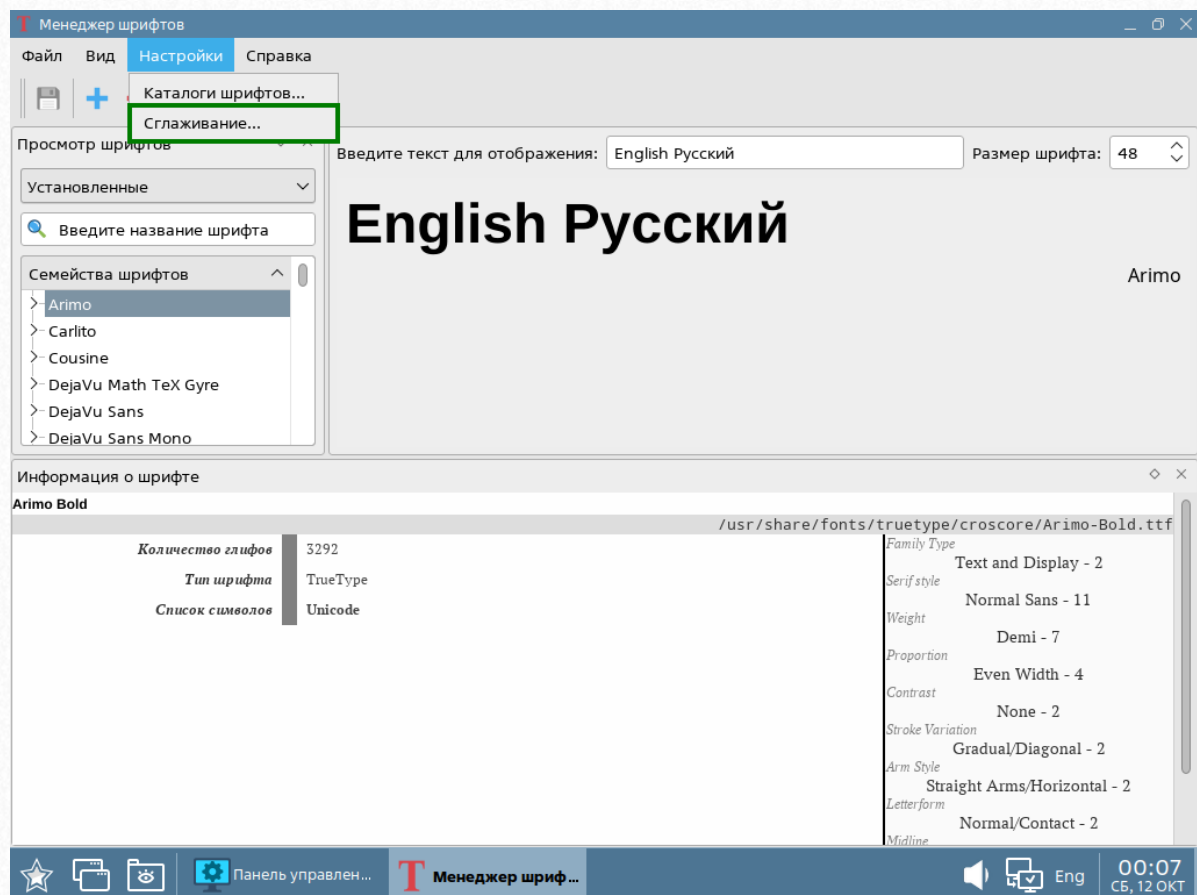 Менеджер шрифтов
Файл Вид Настройки Справка
Каталоги шрифтов...
Сглаживание...
Просмотр шрифтов
Введите текст для отображения: English Русский Размер шрифта: 48
Установленные
Введите название шрифта
English Русский
Arimo
Семейства шрифтов
Arimo
Carlito
Cousine
DejaVu Math TeX Gyre
DejaVu Sans
DejaVu Sans Mono
Информация о шрифте
Arimo Bold
/usr/share/fonts/truetype/croscore/Arimo-Bold.ttf
Количество глифов 3292
Тип шрифта TrueType
Список символов Unicode
Family Type
Text and Display - 2
Serif style
Normal Sans - 11
Weight
Demi - 7
Proportion
Even Width - 4
Contrast
None - 2
Stroke Variation
Gradual/Diagonal - 2
Arm Style
Straight Arms/Horizontal - 2
Letterform
Normal/Contact - 2
Midline
Панель управлен...
Менеджер шриф...
Eng
00:07
СБ, 12 ОКТ